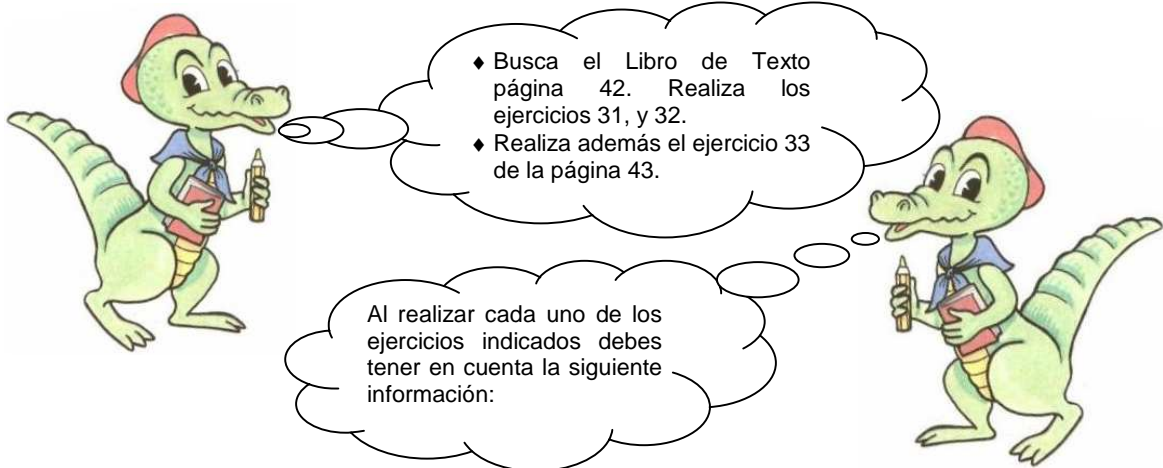 ♦ Busca el Libro de Texto
página 42. Realiza los
ejercicios 31, y 32.
♦ Realiza además el ejercicio 33
de la página 43.
Al realizar cada uno de los
ejercicios indicados debes
tener en cuenta la siguiente
información: